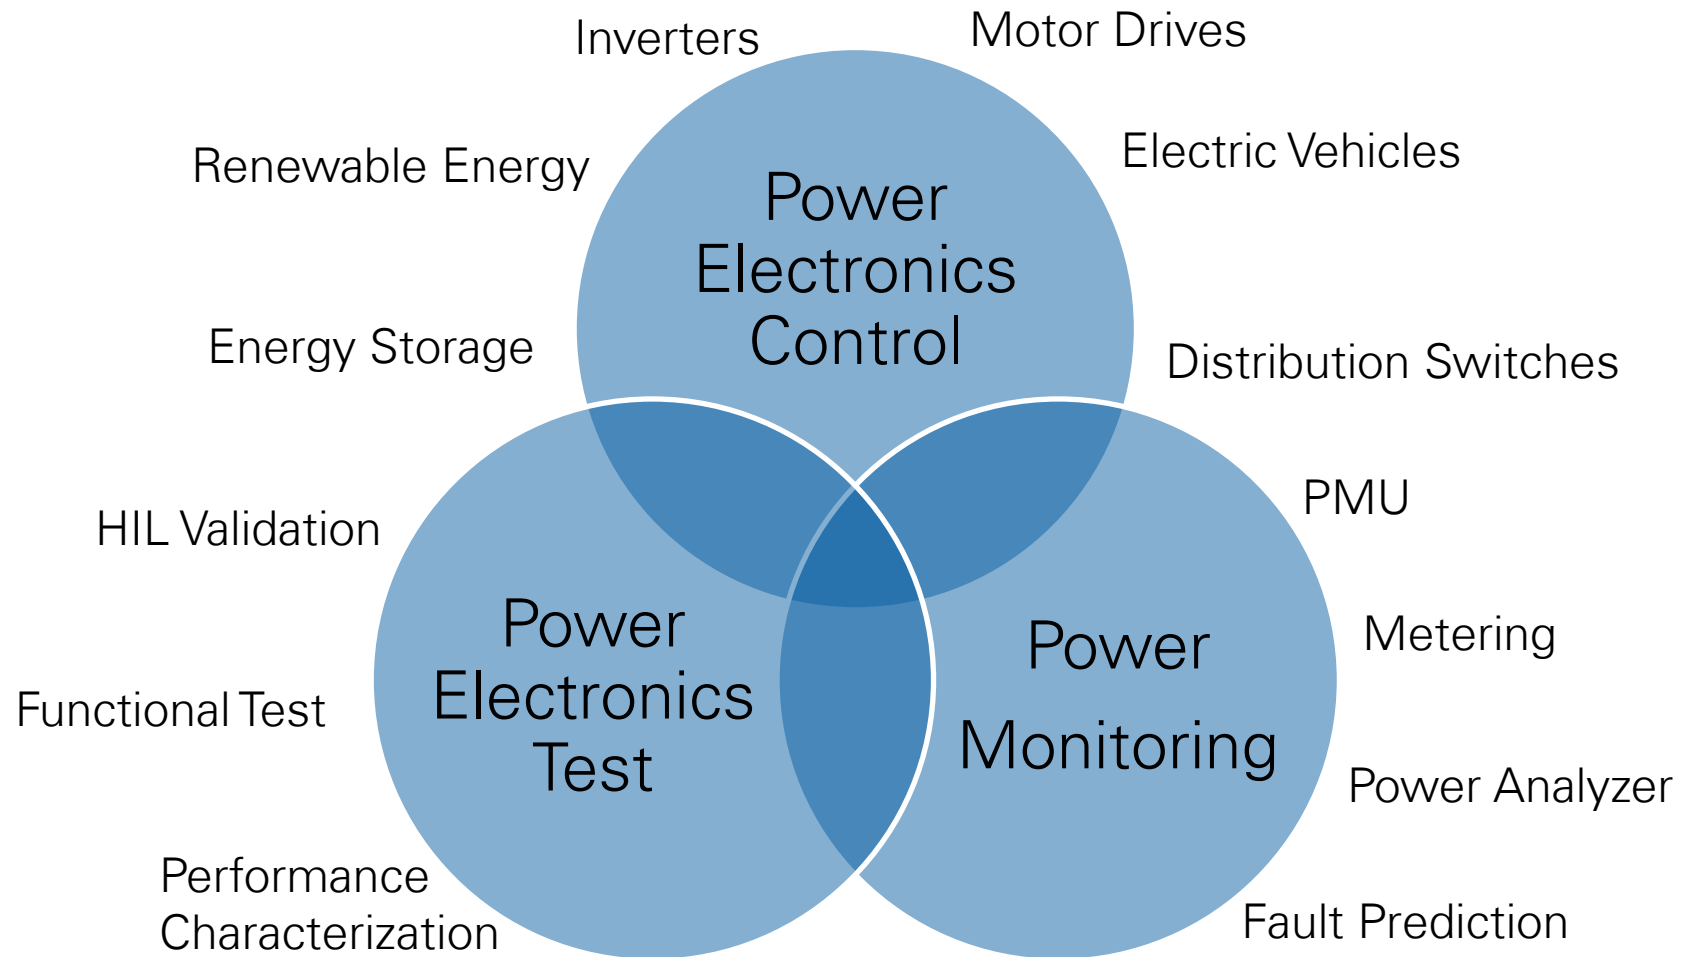 Inverters
Motor Drives
Renewable Energy
Electric Vehicles
Power
Electronics
Control
Energy Storage
Distribution Switches
HIL Validation
PMU
Power
Electronics
Test
Power
Monitoring
Metering
Functional Test
Power Analyzer
Performance
Characterization
Fault Prediction